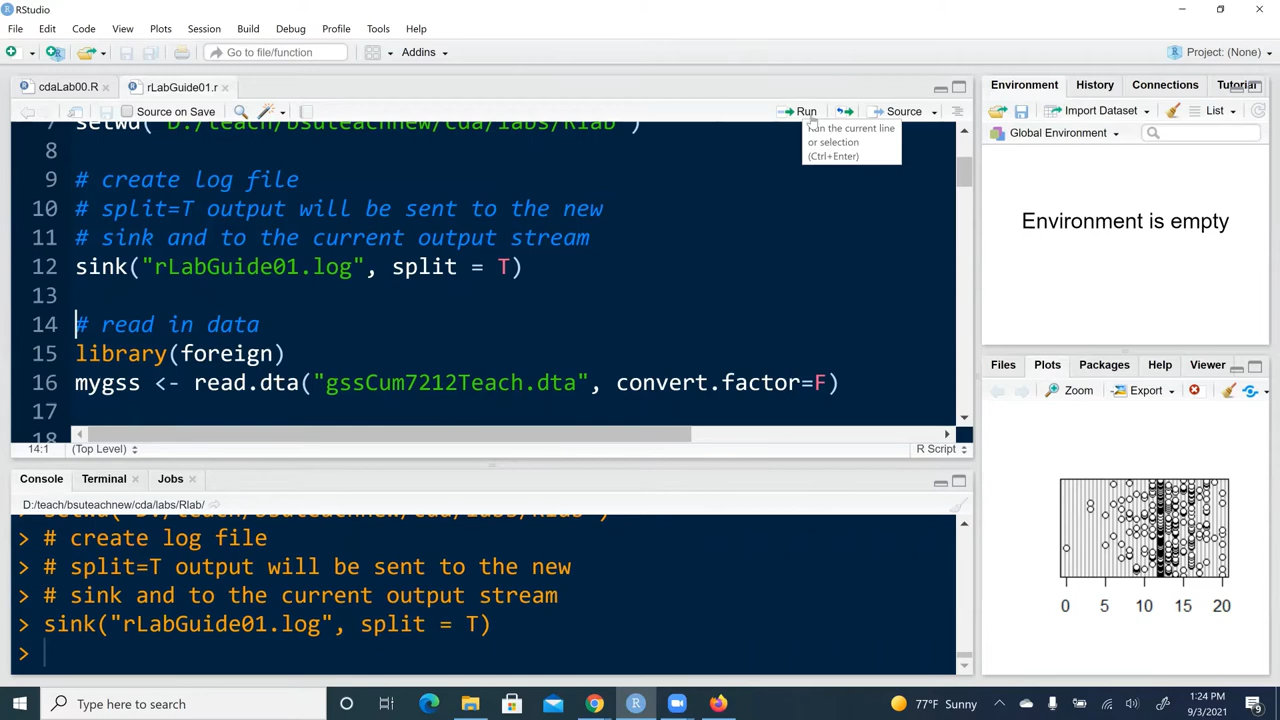 RStudio
File Edit Code View Plots Session Build Debug Profile Tools Help
Go to file/function Addins Project: (None)
cdaLab00.R rLabGuide01.r
Source on Save Run Source
Run the current line
or selection
(Ctrl+Enter)
7 setwd("D:/teach/bsuteachnew/cda/labs/Rlab")
8
9 # create log file
10 # split=T output will be sent to the new
11 # sink and to the current output stream
12 sink("rLabGuide01.log", split = T)
13
14 # read in data
15 library(foreign)
16 mygss <- read.dta("gssCum7212Teach.dta", convert.factor=F)
17
18
14:1 (Top Level) R Script
Console Terminal Jobs
D:/teach/bsuteachnew/cda/labs/Rlab/
> setwd("D:/teach/bsuteachnew/cda/labs/Rlab")
> # create log file
> # split=T output will be sent to the new
> # sink and to the current output stream
> sink("rLabGuide01.log", split = T)
>
Environment History Connections Tutorial
Import Dataset List
Global Environment
Environment is empty
Files Plots Packages Help Viewer
Zoom Export
0 5 10 15 20
Type here to search
77°F Sunny
1:24 PM
9/3/2021
9